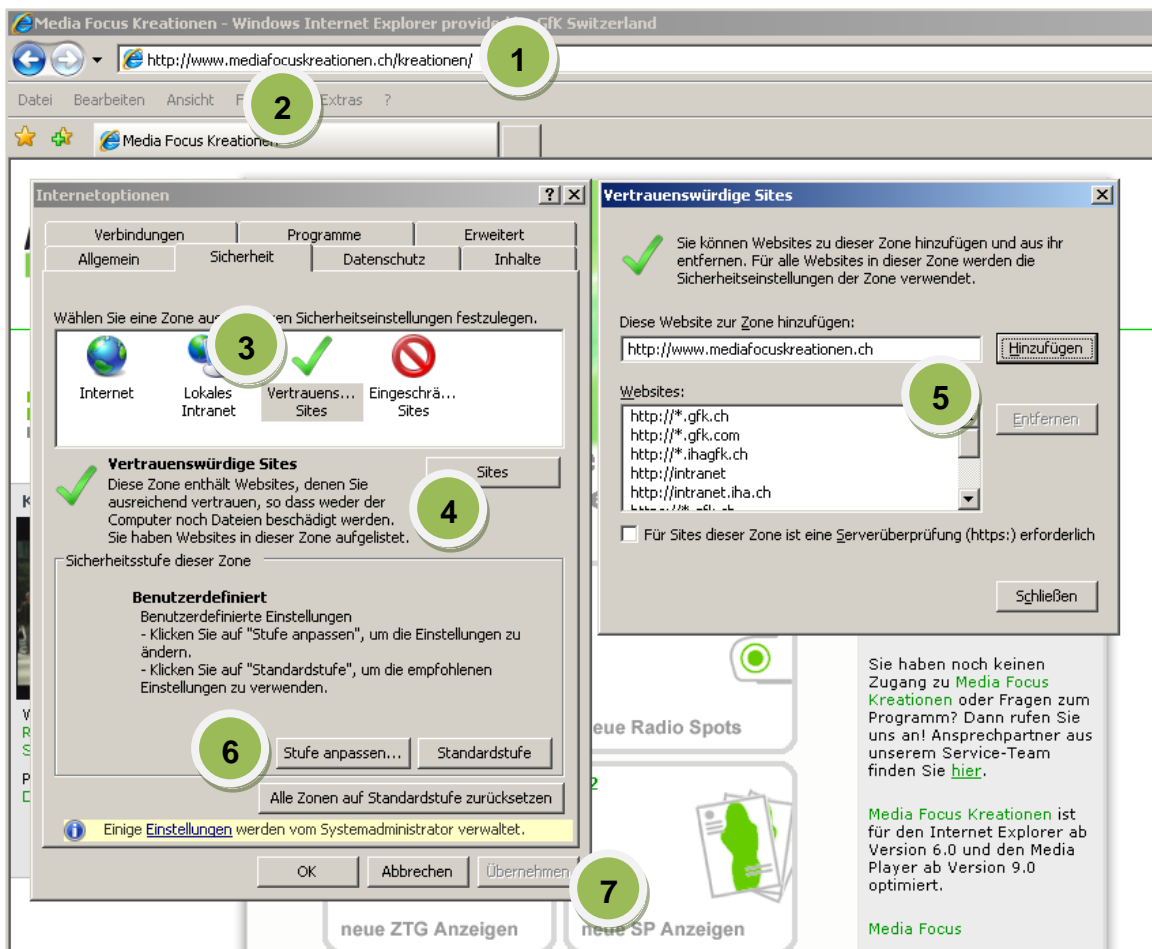 Media Focus Kreationen - Windows Internet Explorer provided by GfK Switzerland
1
http://www.mediafocuskreationen.ch/kreationen/
Datei Bearbeiten Ansicht Extras ?
2
Media Focus Kreationen
Internetoptionen
Verbindungen Programme Erweitert
Allgemein Sicherheit Datenschutz Inhalte
Wählen Sie eine Zone aus Sicherheitseinstellungen festzulegen.
3
Internet
Lokales Intranet
Vertrauens... Sites
Eingeschrä... Sites
Vertrauenswürdige Sites
Sites
Diese Zone enthält Websites, denen Sie
ausreichend vertrauen, so dass weder der
Computer noch Dateien beschädigt werden.
Sie haben Websites in dieser Zone aufgelistet.
4
Sicherheitsstufe dieser Zone
Benutzerdefiniert
Benutzerdefinierte Einstellungen
- Klicken Sie auf "Stufe anpassen", um die Einstellungen zu
ändern.
- Klicken Sie auf "Standardstufe", um die empfohlenen
Einstellungen zu verwenden.
6
Stufe anpassen... Standardstufe
Alle Zonen auf Standardstufe zurücksetzen
Einige Einstellungen werden vom Systemadministrator verwaltet.
OK Abbrechen Übernehmen
7
Vertrauenswürdige Sites
Sie können Websites zu dieser Zone hinzufügen und aus ihr
entfernen. Für alle Websites in dieser Zone werden die
Sicherheitseinstellungen der Zone verwendet.
Diese Website zur Zone hinzufügen:
http://www.mediafocuskreationen.ch
Hinzufügen
Websites:
5
http://*.gfk.ch
http://*.gfk.com
http://*.ihagfk.ch
http://intranet
http://intranet.iha.ch
Entfernen
Für Sites dieser Zone ist eine Serverüberprüfung (https:) erforderlich
Schließen
neue Radio Spots
neue ZTG Anzeigen
neue SP Anzeigen
Sie haben noch keinen
Zugang zu Media Focus
Kreationen oder Fragen zum
Programm? Dann rufen Sie
uns an! Ansprechpartner aus
unserem Service-Team
finden Sie hier.
Media Focus Kreationen ist
für den Internet Explorer ab
Version 6.0 und den Media
Player ab Version 9.0
optimiert.
Media Focus